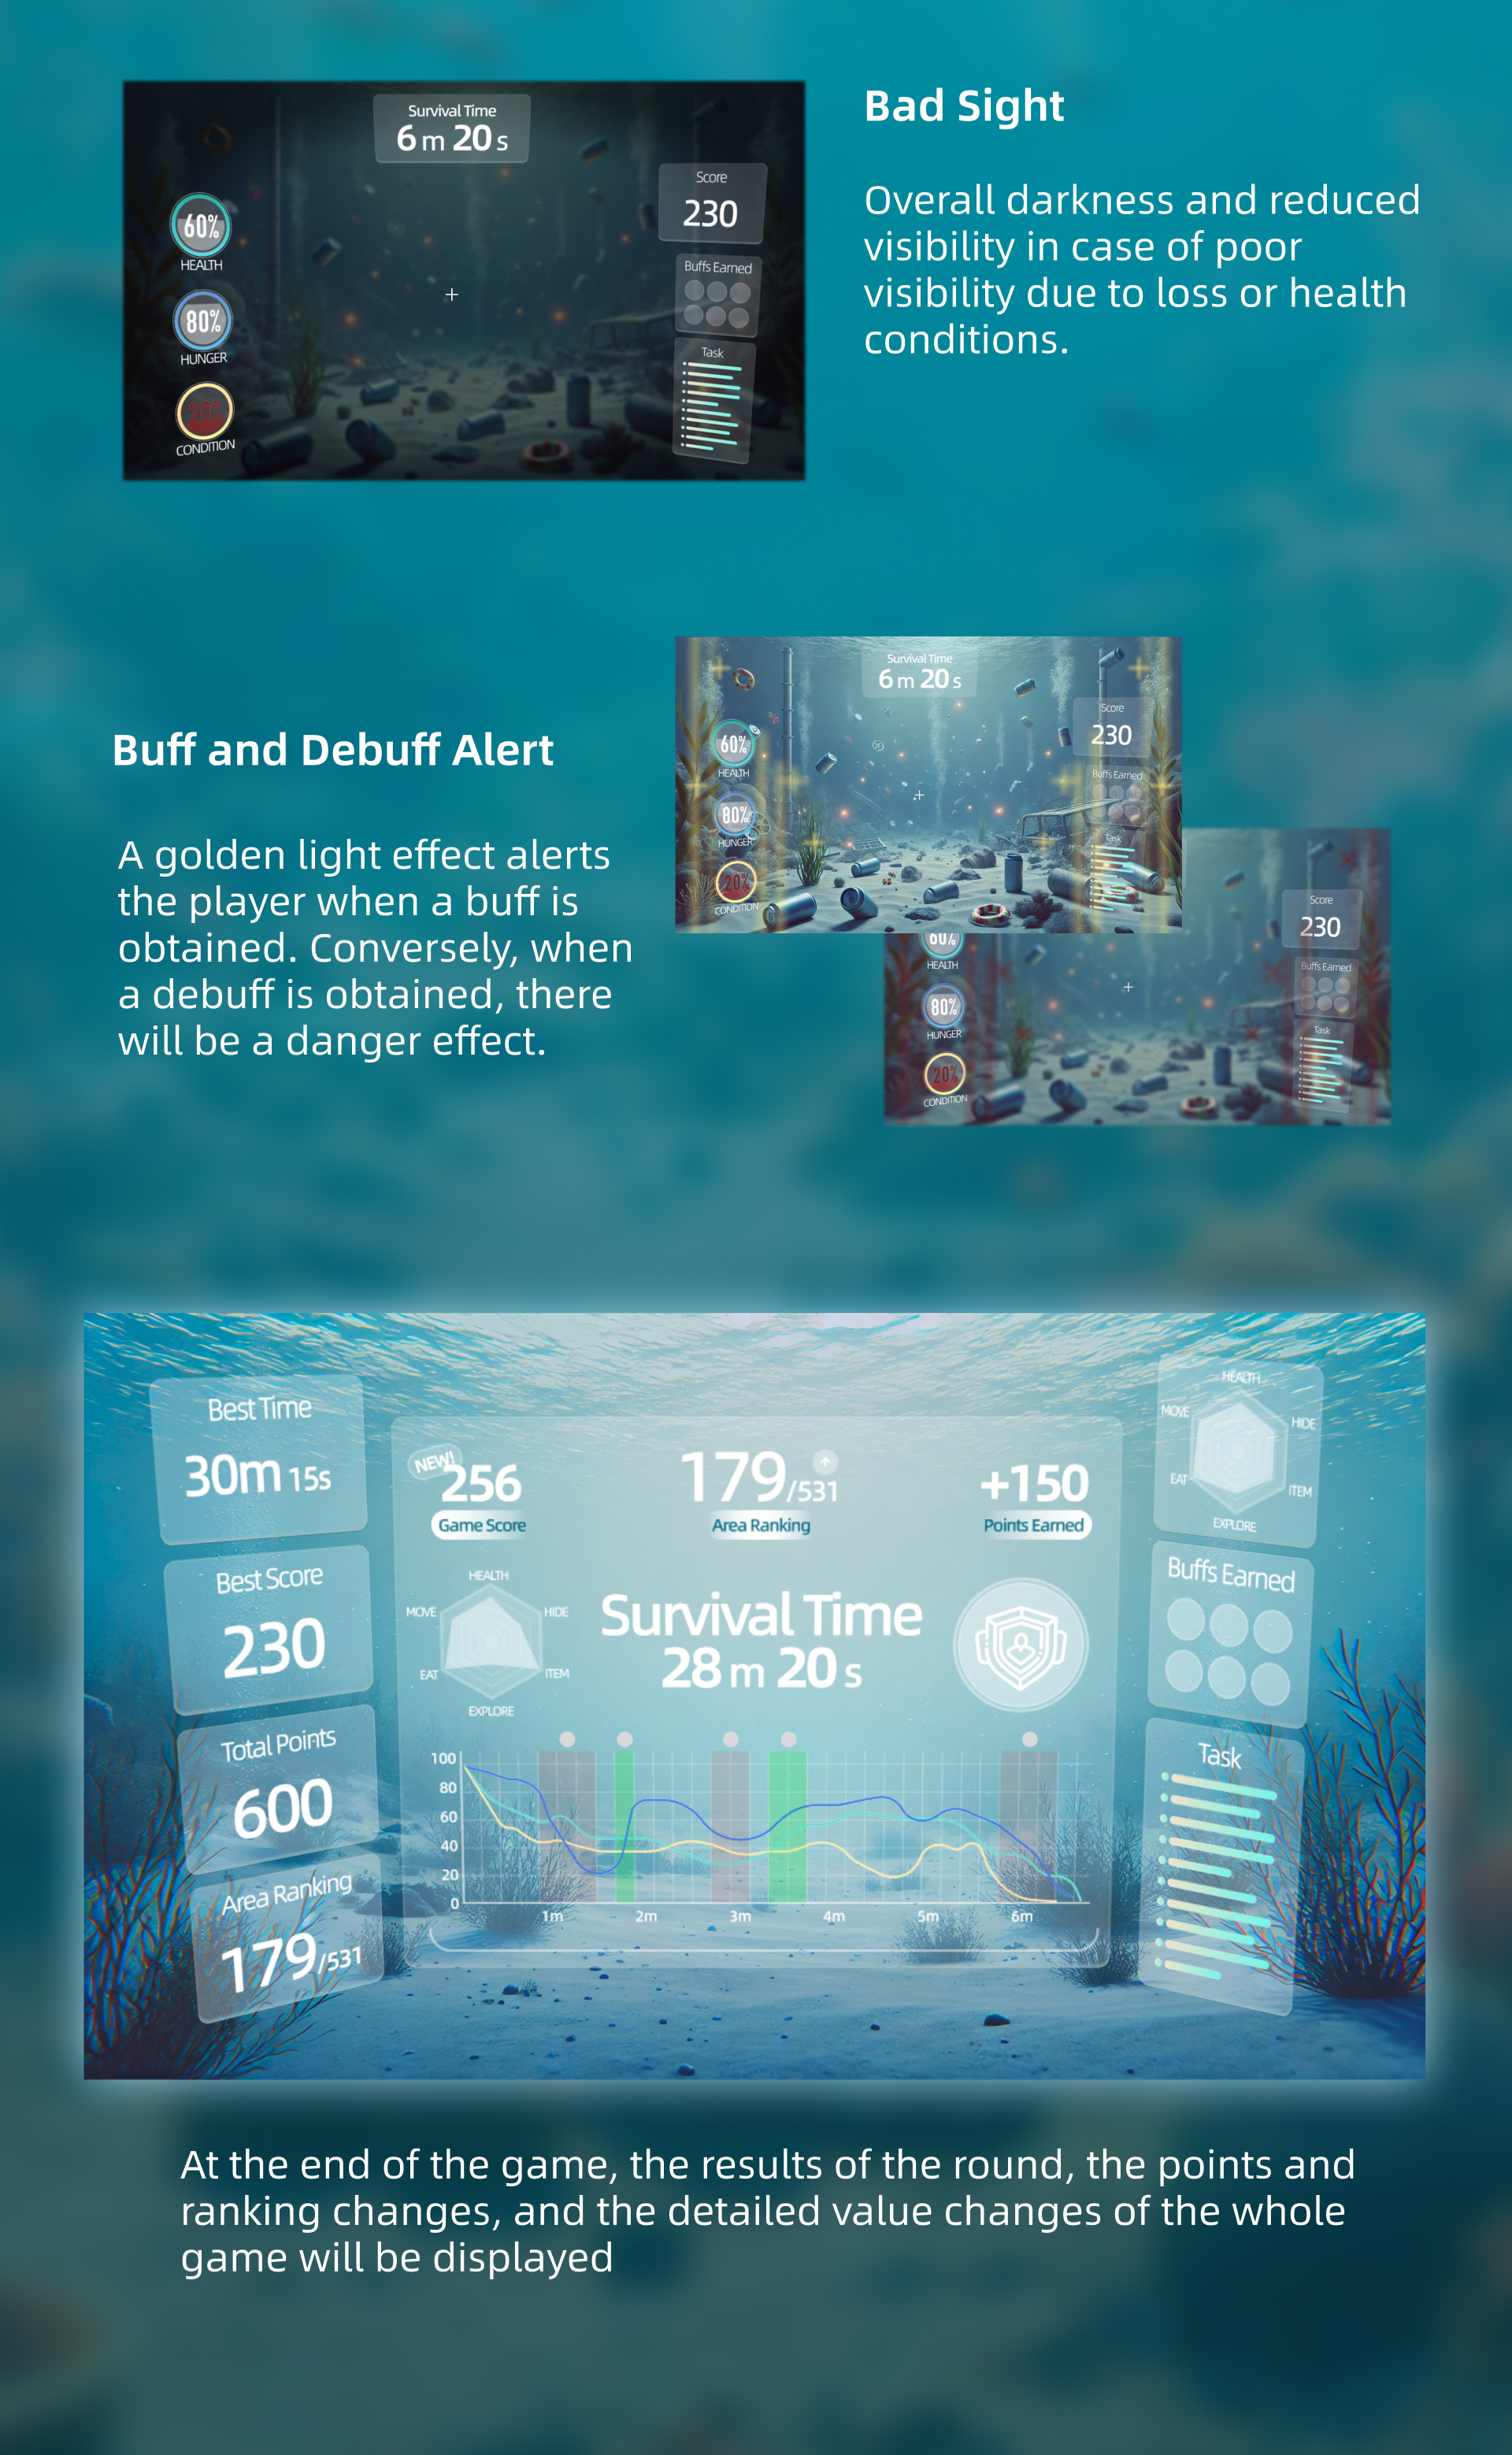 Survival Time
6 m 20 s
60%
HEALTH
80%
HUNGER
20%
CONDITION
Score
230
Buffs Earned
Task
Bad Sight
Overall darkness and reduced
visibility in case of poor
visibility due to loss or health
conditions.
Buff and Debuff Alert
A golden light effect alerts
the player when a buff is
obtained. Conversely, when
a debuff is obtained, there
will be a danger effect.
Survival Time
6 m 20 s
60%
HEALTH
80%
HUNGER
20%
CONDITION
Score
230
Buffs Earned
Task
60%
HEALTH
80%
HUNGER
20%
CONDITION
Score
230
Buffs Earned
Task
Best Time
30m 15s
Best Score
230
Total Points
600
Area Ranking
179/531
NEW!
256
Game Score
179/531
Area Ranking
+150
Points Earned
HEALTH
MOVE
HIDE
EAT
ITEM
EXPLORE
Survival Time
28 m 20 s
100
80
60
40
20
0
1m 2m 3m 4m 5m 6m
HEALTH
MOVE
HIDE
EAT
ITEM
EXPLORE
Buffs Earned
Task
At the end of the game, the results of the round, the points and
ranking changes, and the detailed value changes of the whole
game will be displayed